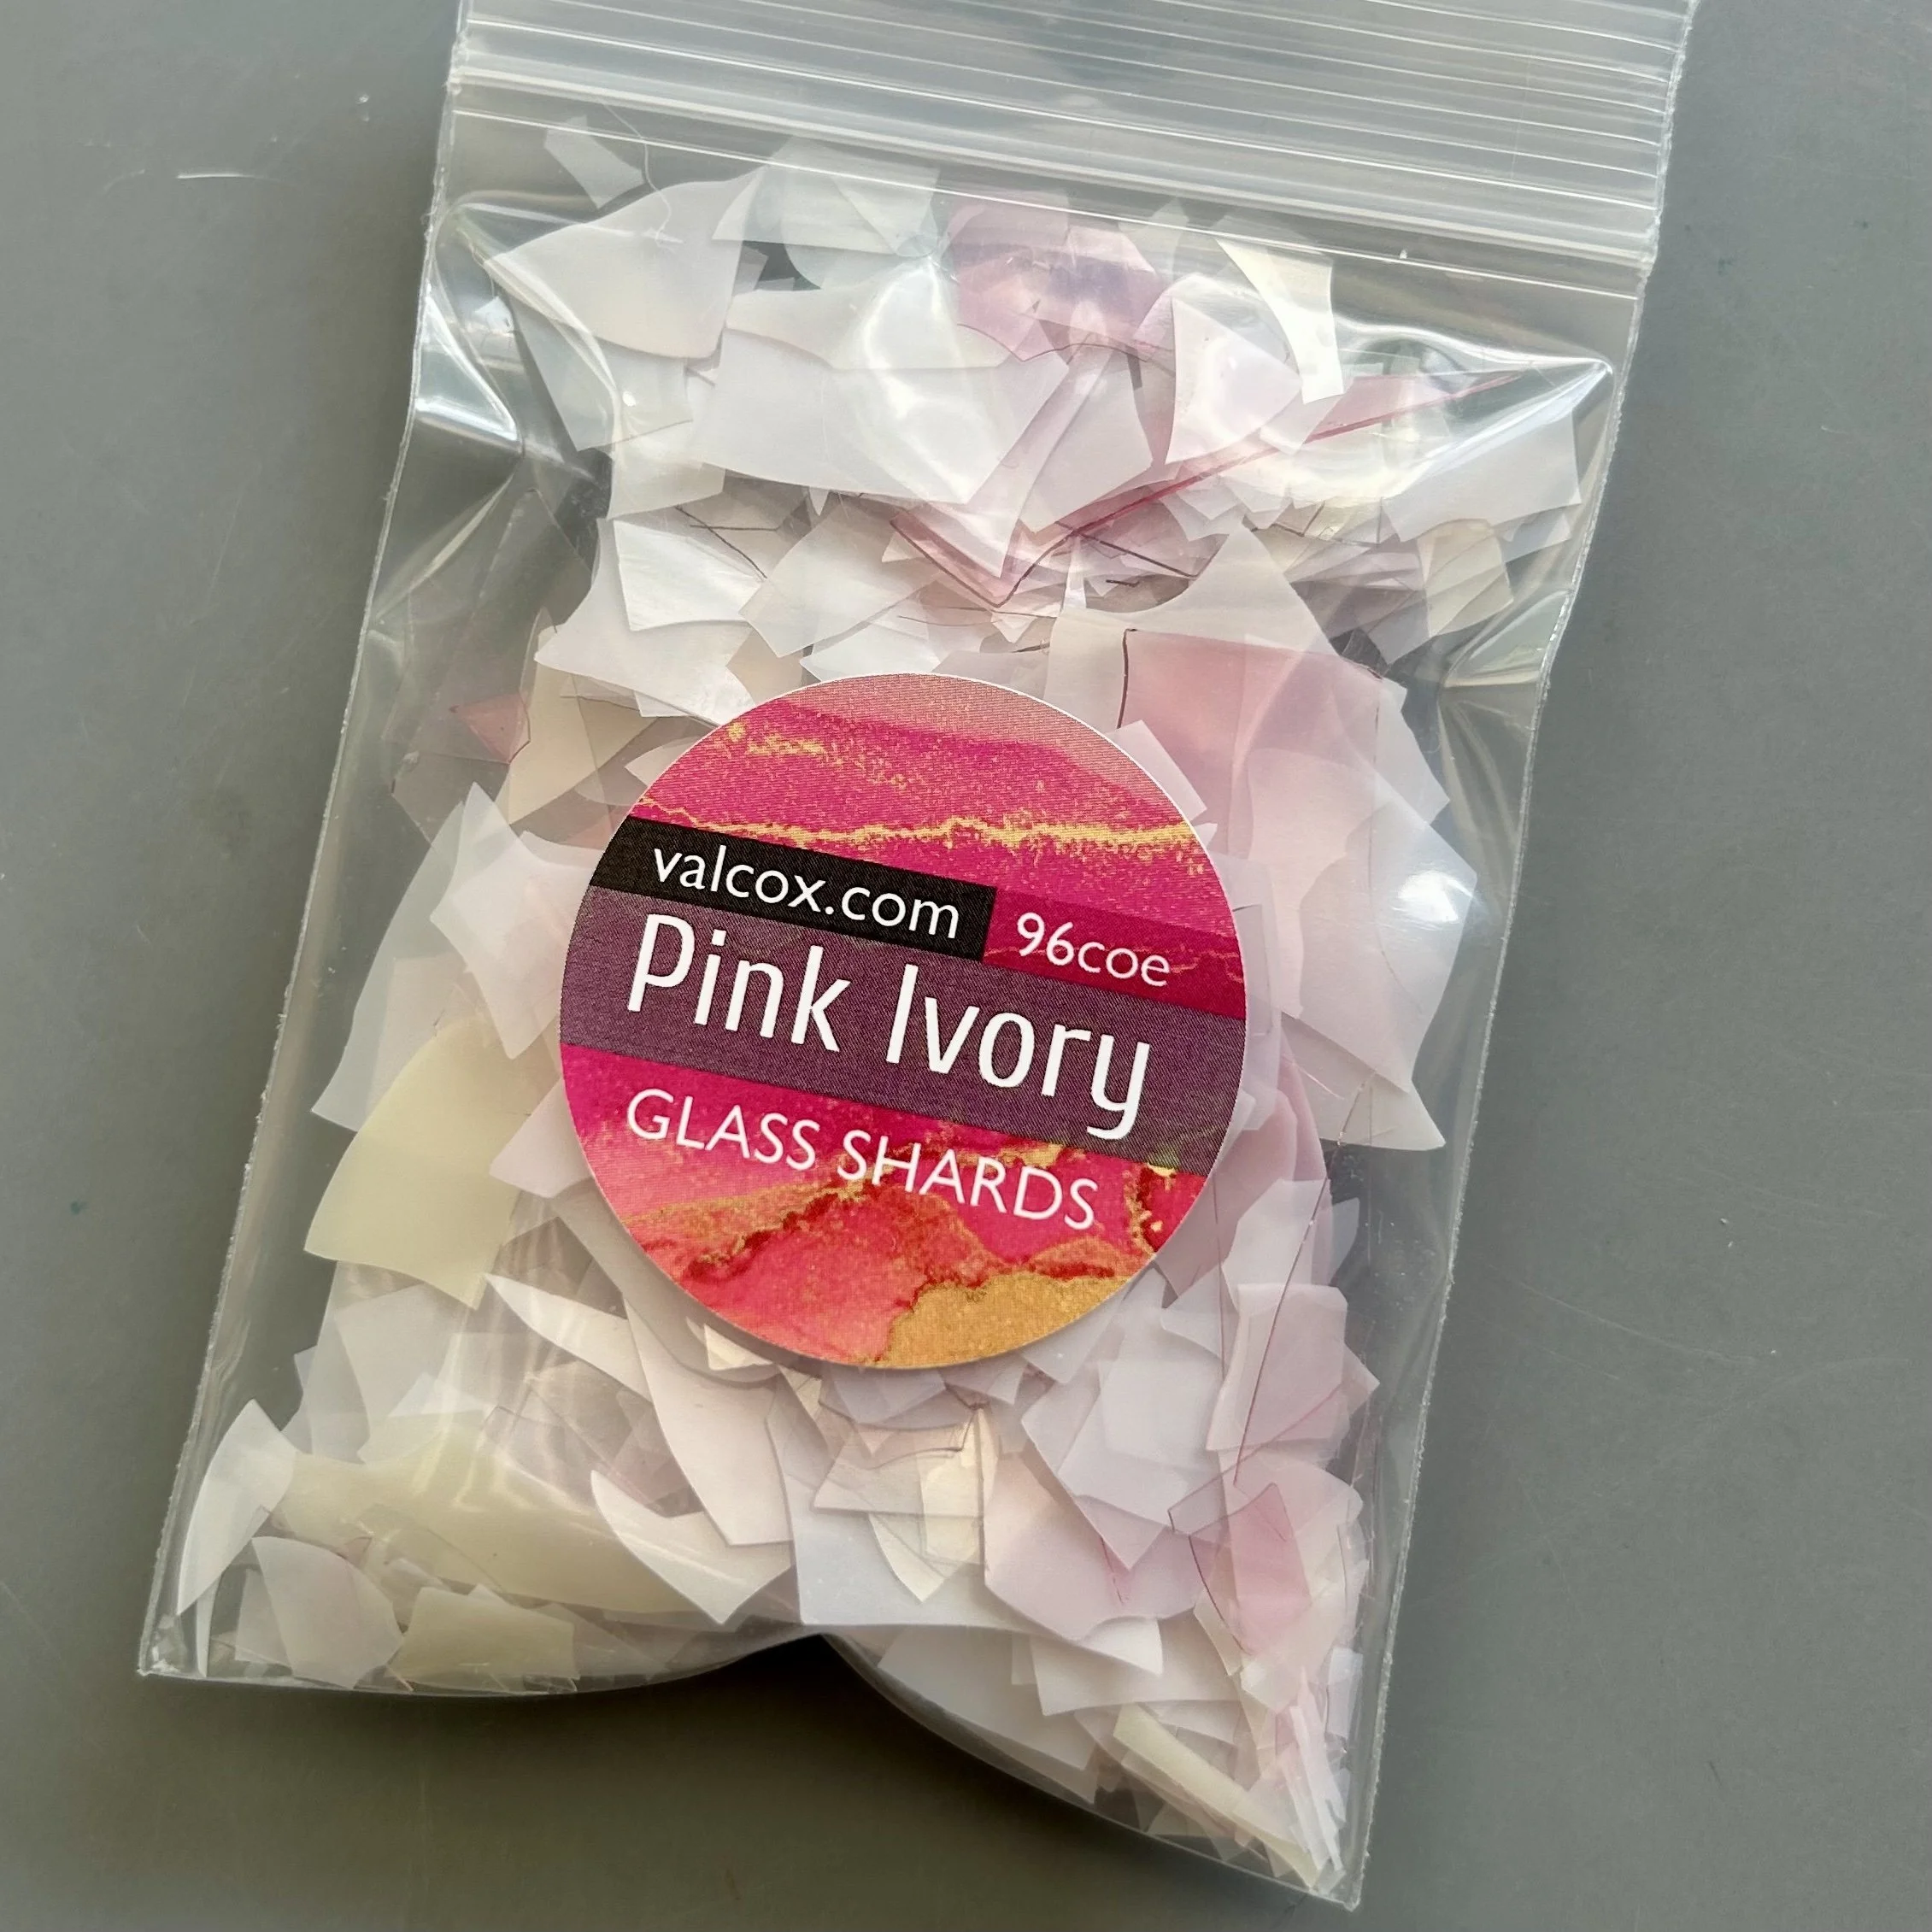 valcox.com 96coe
Pink Ivory
GLASS SHARDS